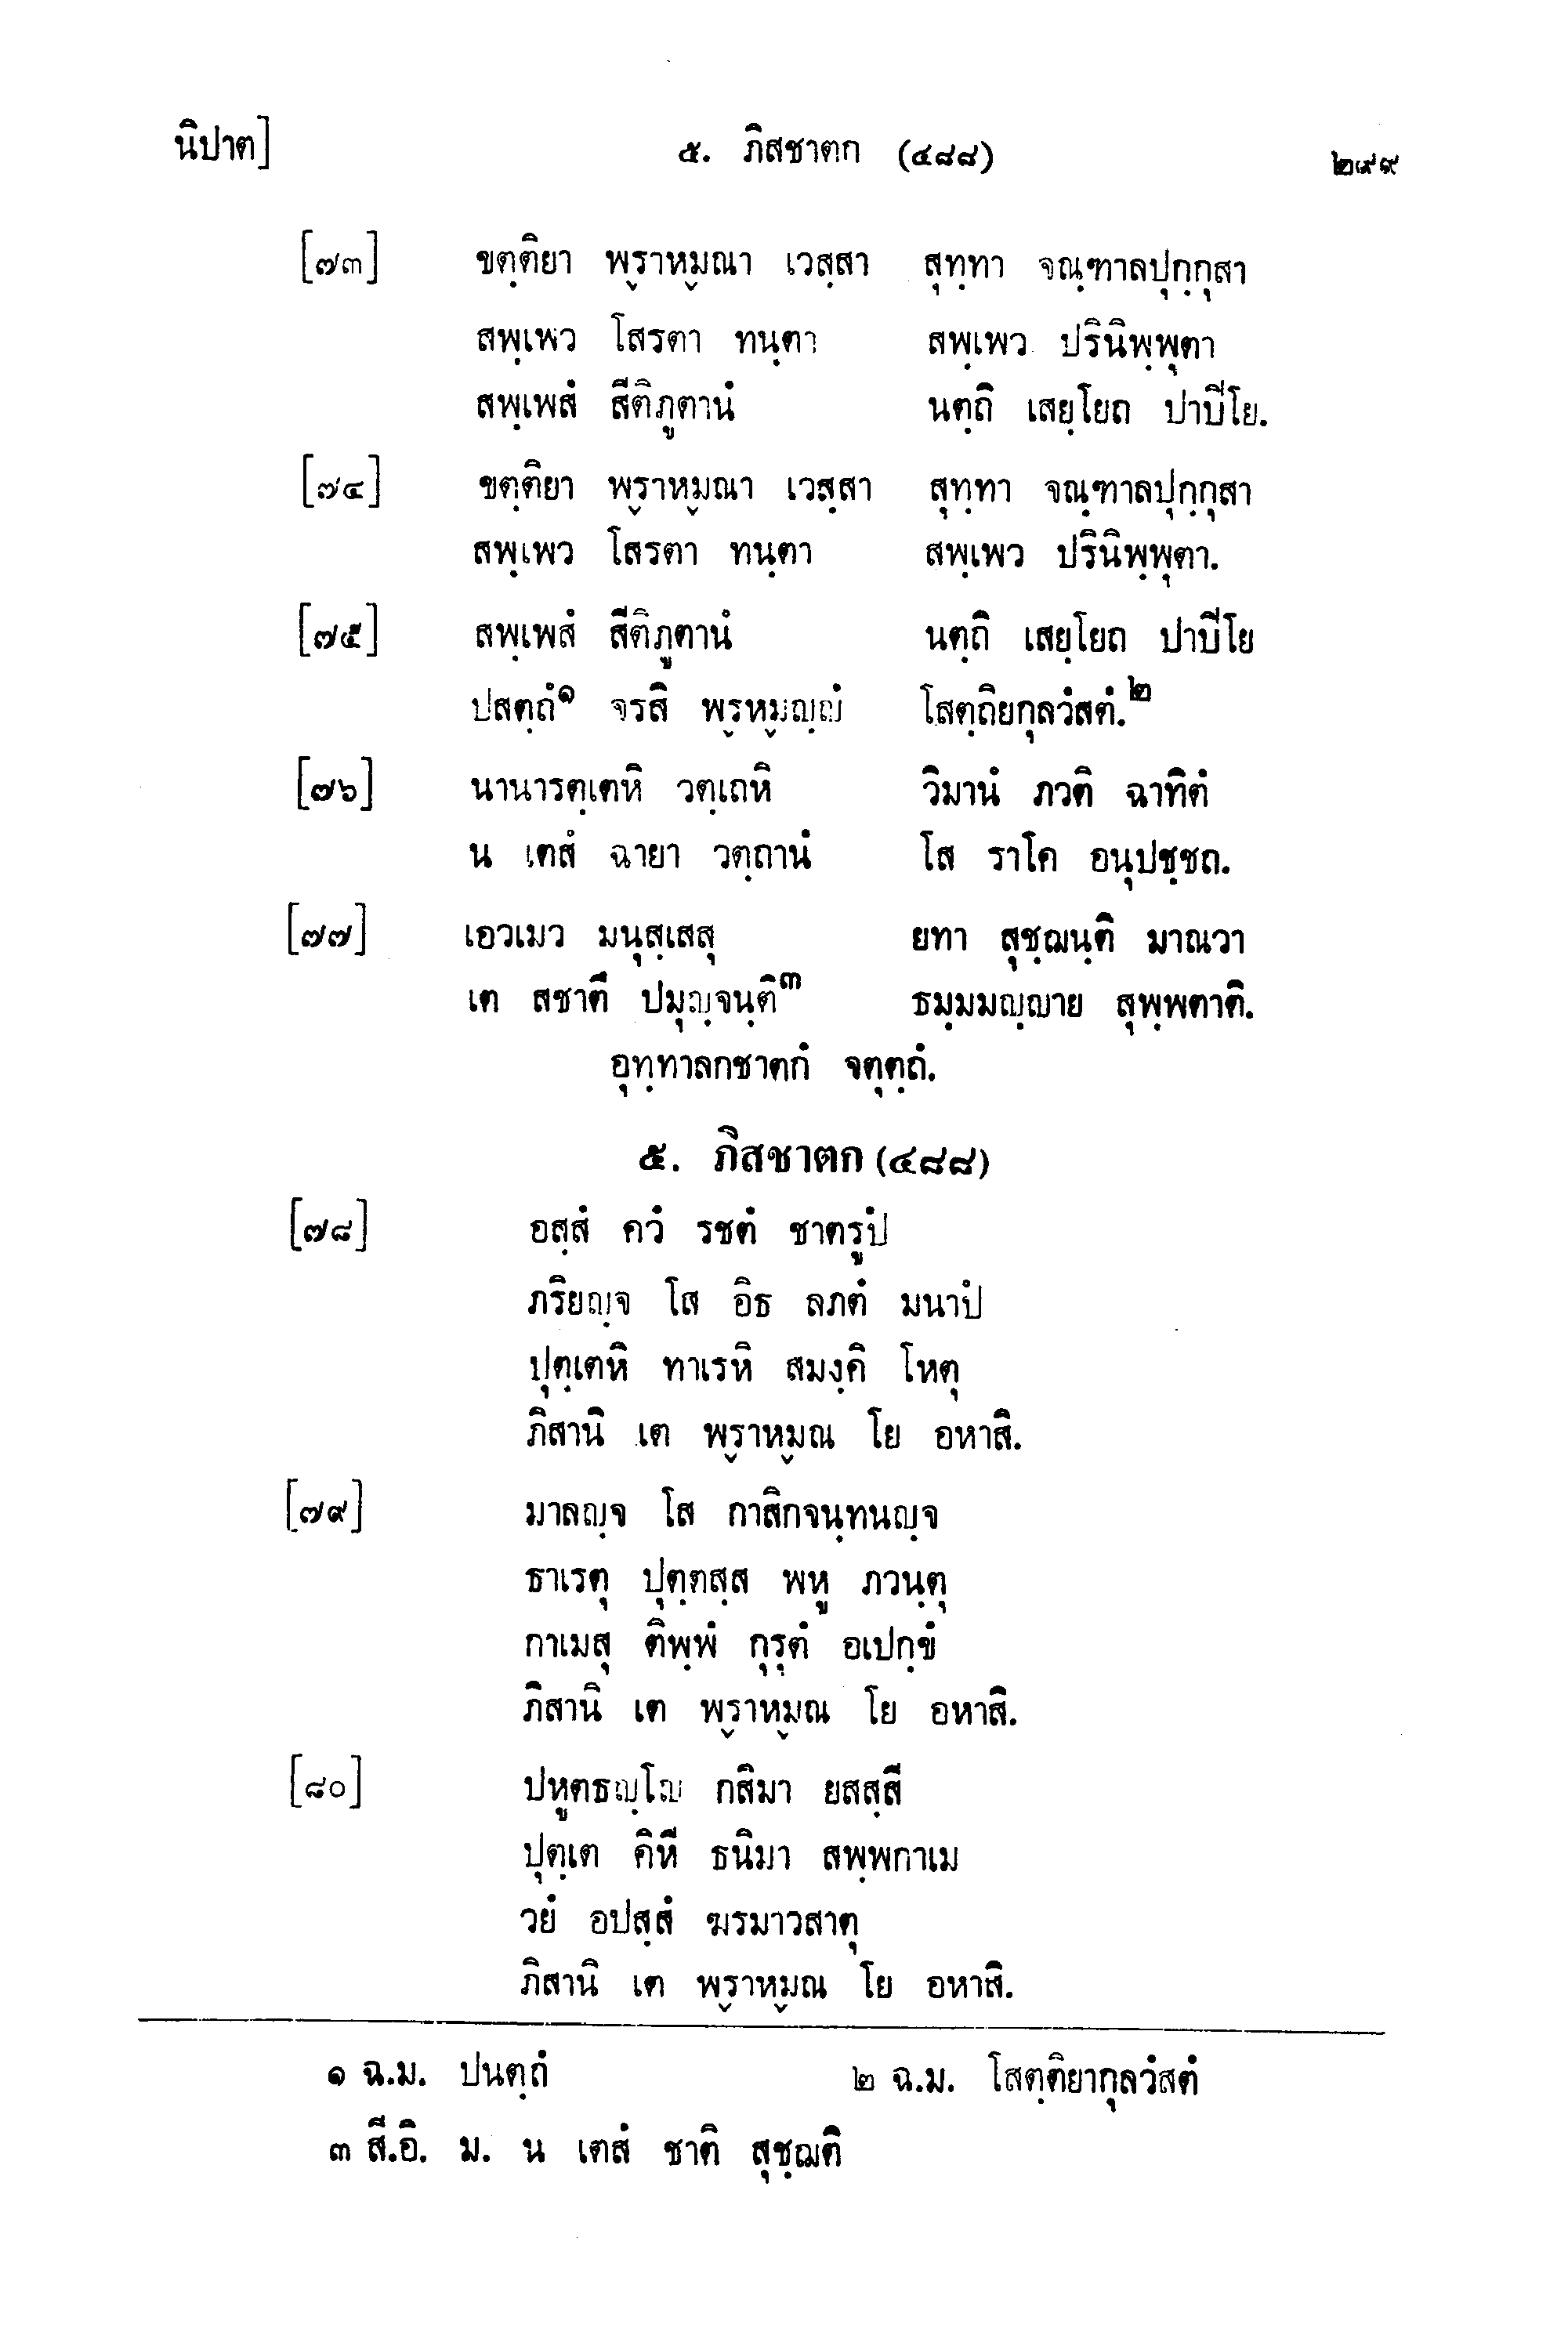 นิปาต] ๕. ภิสชาตก (๔๘๘) ๒๙๙
[๗๓] ขตฺติยา พฺราหฺมณา เวสฺสา สุทฺทา จณฺฑาลปุกฺกุสา
สพฺเพว โสรตา ทนฺตา สพฺเพว ปรินิพฺพุตา
สพฺเพสํ สีติภูตานํ นตฺถิ เสยฺโยถ ปาปิโย.
[๗๔] ขตฺติยา พฺราหฺมณา เวสฺสา สุทฺทา จณฺฑาลปุกฺกุสา
สพฺเพว โสรตา ทนฺตา สพฺเพว ปรินิพฺพุตา.
[๗๕] สพฺเพสํ สีติภูตานํ นตฺถิ เสยฺโยถ ปาปิโย
ปสตฺถํ๑ จรสิ พฺรหฺมญฺญํ โสตฺถิยกุลวํสตํ.๒
[๗๖] นานารตฺเตหิ วตฺเถหิ วิมานํ ภวติ ฉาทิตํ
น เตสํ ฉายา วตฺถานํ โส ราโค อนุปชฺชถ.
[๗๗] เอวเมว มนุสฺเสสุ ยทา สุชฺฌนฺติ มาณวา
เต สชาตึ ปมุญฺจนฺติ๓ ธมฺมมญฺญาย สุพฺพตาติ.
อุทฺทาลกชาตกํ จตุตฺถํ.
๕. ภิสชาตก (๔๘๘)
[๗๘] อสฺสํ ควํ รชตํ ชาตรูปํ
ภริยญฺจ โส อิธ ลภตํ มนาปํ
ปุตฺเตหิ ทาเรหิ สมงฺคิ โหตุ
ภิสานิ เต พฺราหฺมณ โย อหาสิ.
[๗๙] มาลญฺจ โส กาสิกจนฺทนญฺจ
ธาเรตุ ปุตฺตสฺส พหู ภวนฺตุ
กาเมสุ ติพฺพํ กุรุตํ อเปกฺขํ
ภิสานิ เต พฺราหฺมณ โย อหาสิ.
[๘๐] ปหูตธญฺโญ กสิมา ยสสฺสี
ปุตฺเต คิหี ธนิมา สพฺพกาเม
วยํ อปสฺสํ ฆรมาวสาตุ
ภิสานิ เต พฺราหฺมณ โย อหาสิ.
๑ ฉ.ม. ปนตฺถํ ๒ ฉ.ม. โสตฺติยากุลวํสตํ
๓ สี.อิ. ม. น เตสํ ชาติ สุชฺฌติ